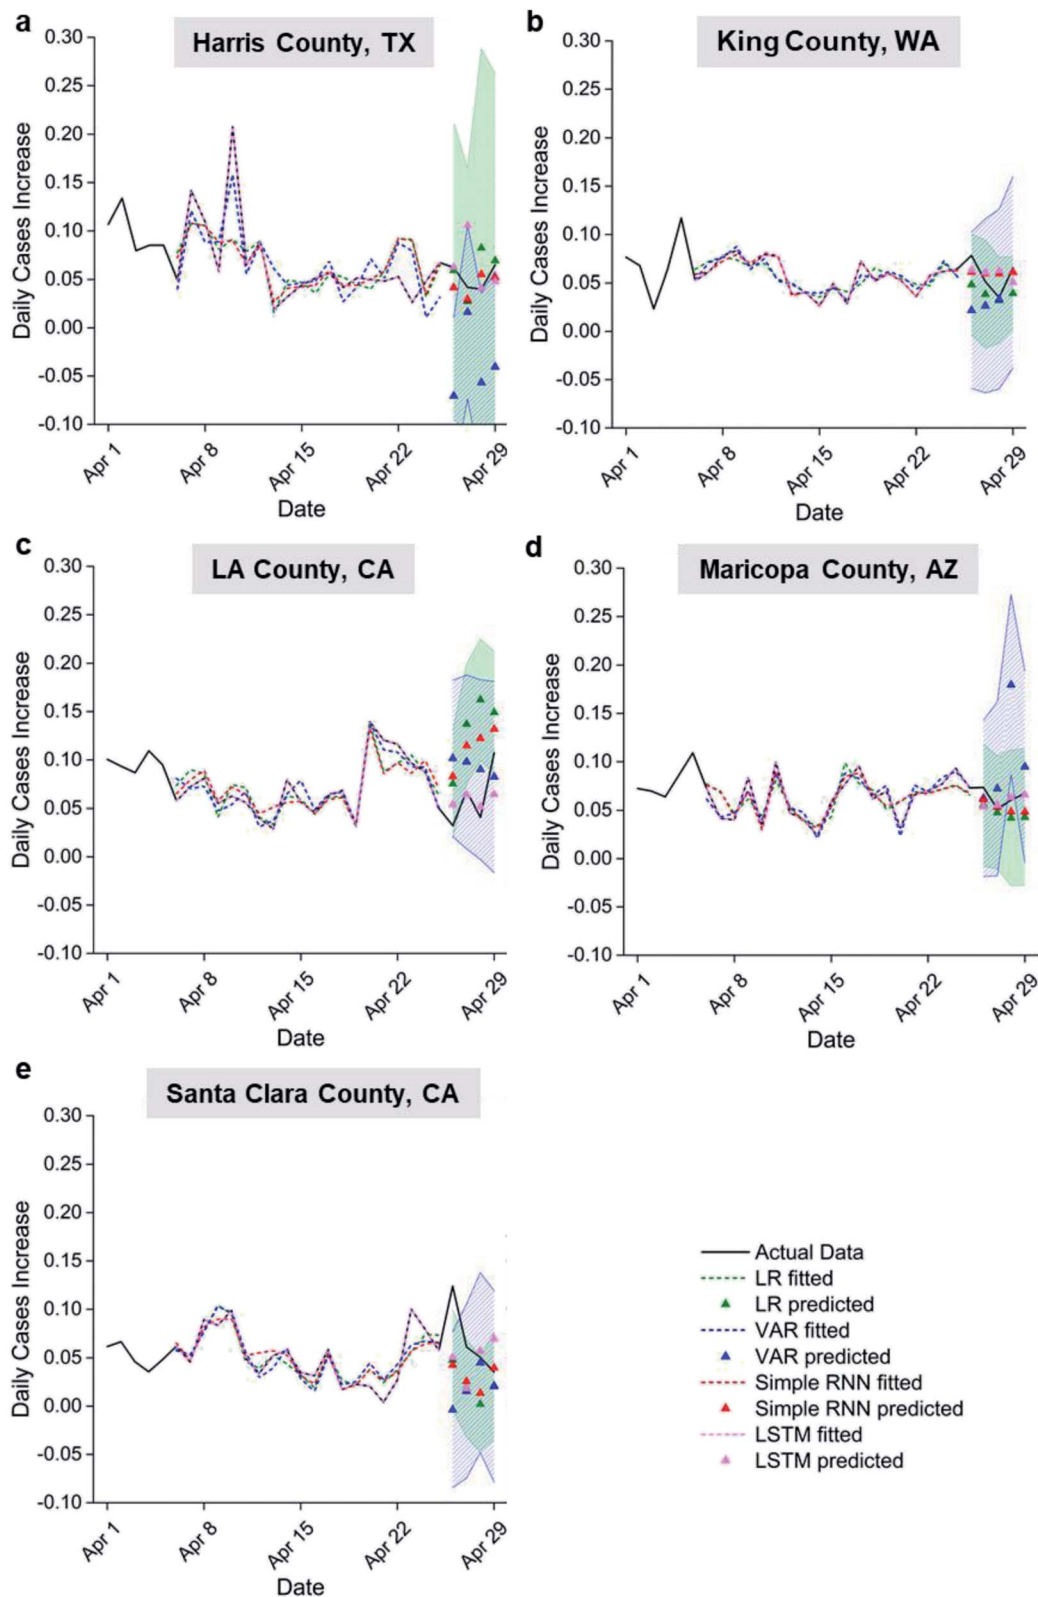 a
Harris County, TX
0.30
0.25
0.20
0.15
0.10
0.05
0.00
-0.05
-0.10
Daily Cases Increase
Apr 1
Apr 8
Apr 15
Apr 22
Apr 29
Date
b
King County, WA
0.30
0.25
0.20
0.15
0.10
0.05
0.00
-0.05
-0.10
Daily Cases Increase
Apr 1
Apr 8
Apr 15
Apr 22
Apr 29
Date
c
LA County, CA
0.30
0.25
0.20
0.15
0.10
0.05
0.00
-0.05
-0.10
Daily Cases Increase
Apr 1
Apr 8
Apr 15
Apr 22
Apr 29
Date
d
Maricopa County, AZ
0.30
0.25
0.20
0.15
0.10
0.05
0.00
-0.05
-0.10
Daily Cases Increase
Apr 1
Apr 8
Apr 15
Apr 22
Apr 29
Date
e
Santa Clara County, CA
0.30
0.25
0.20
0.15
0.10
0.05
0.00
-0.05
-0.10
Daily Cases Increase
Apr 1
Apr 8
Apr 15
Apr 22
Apr 29
Date
Actual Data
LR fitted
LR predicted
VAR fitted
VAR predicted
Simple RNN fitted
Simple RNN predicted
LSTM fitted
LSTM predicted